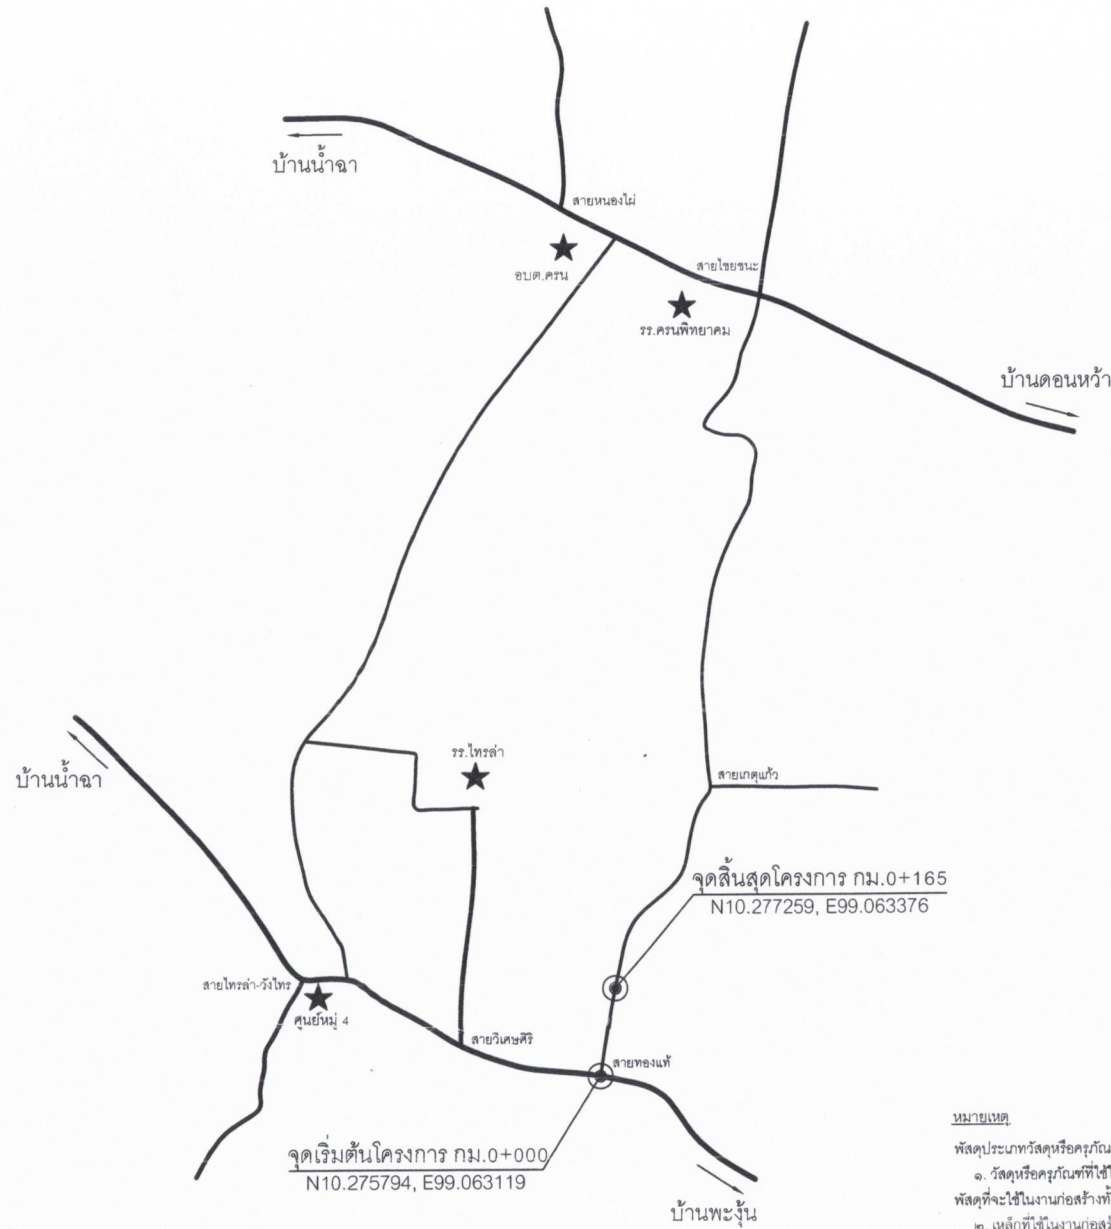 บ้านน้ำฉา
สายหนองไผ่
อบต.ครน
สายไชยชนะ
รร.ครนพิทยาคม
บ้านดอนหว้า
รร.ไทรล่า
บ้านน้ำฉา
สายเกตุแก้ว
จุดสิ้นสุดโครงการ กม.0+165
N10.277259, E99.063376
สายไทรล่า-วังไทร
ศูนย์หมู่ 4
สายวิเศษศิริ
สายทองแท้
จุดเริ่มต้นโครงการ กม.0+000
N10.275794, E99.063119
บ้านพะงุ้น
หมายเหตุ
พัสดุประเภทวัสดุหรือครุภัณ
๑. วัสดุหรือครุภัณฑ์ที่ใช้
พัสดุที่จะใช้ในงานก่อสร้างทั้
๒. เหล็กที่ใช้ในงานก่อส